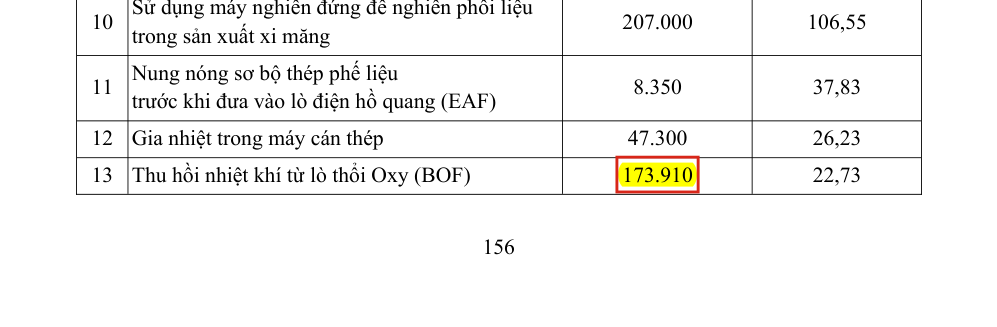 10 Sử dụng máy nghiền đứng để nghiền phối liệu
trong sản xuất xi măng 207.000 106,55
11 Nung nóng sơ bộ thép phế liệu
trước khi đưa vào lò điện hồ quang (EAF) 8.350 37,83
12 Gia nhiệt trong máy cán thép 47.300 26,23
13 Thu hồi nhiệt khí từ lò thổi Oxy (BOF) 173.910 22,73
156